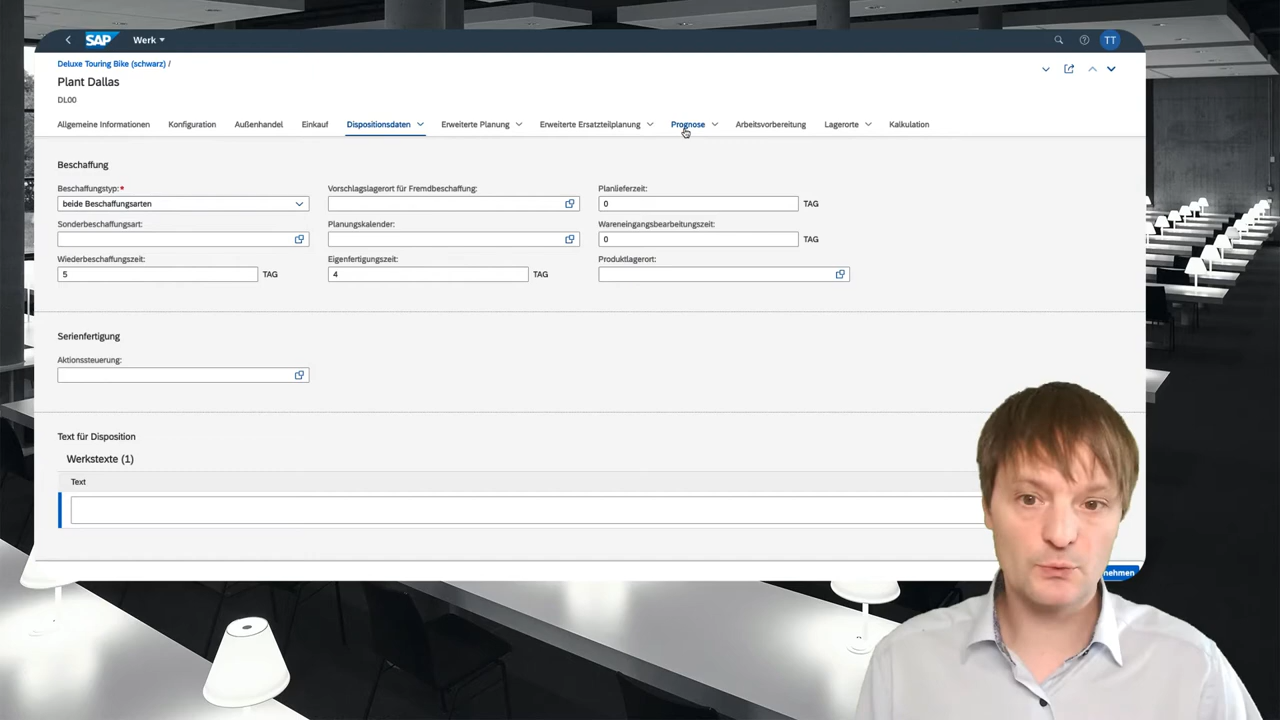 SAP Werk TT
Deluxe Touring Bike (schwarz) /
Plant Dallas
DL00
Allgemeine Informationen Konfiguration Außenhandel Einkauf Dispositionsdaten Erweiterte Planung Erweiterte Ersatzteilplanung Prognose Arbeitsvorbereitung Lagerorte Kalkulation
Beschaffung
Beschaffungstyp:* Vorschlagslagerort für Fremdbeschaffung: Planlieferzeit:
beide Beschaffungsarten 0 TAG
Sonderbeschaffungsart: Planungskalender: Wareneingangsbearbeitungszeit:
0 TAG
Wiederbeschaffungszeit: Eigenfertigungszeit: Produktlagerort:
5 TAG 4 TAG
Serienfertigung
Aktionssteuerung:
Text für Disposition
Werkstexte (1)
Text
nehmen